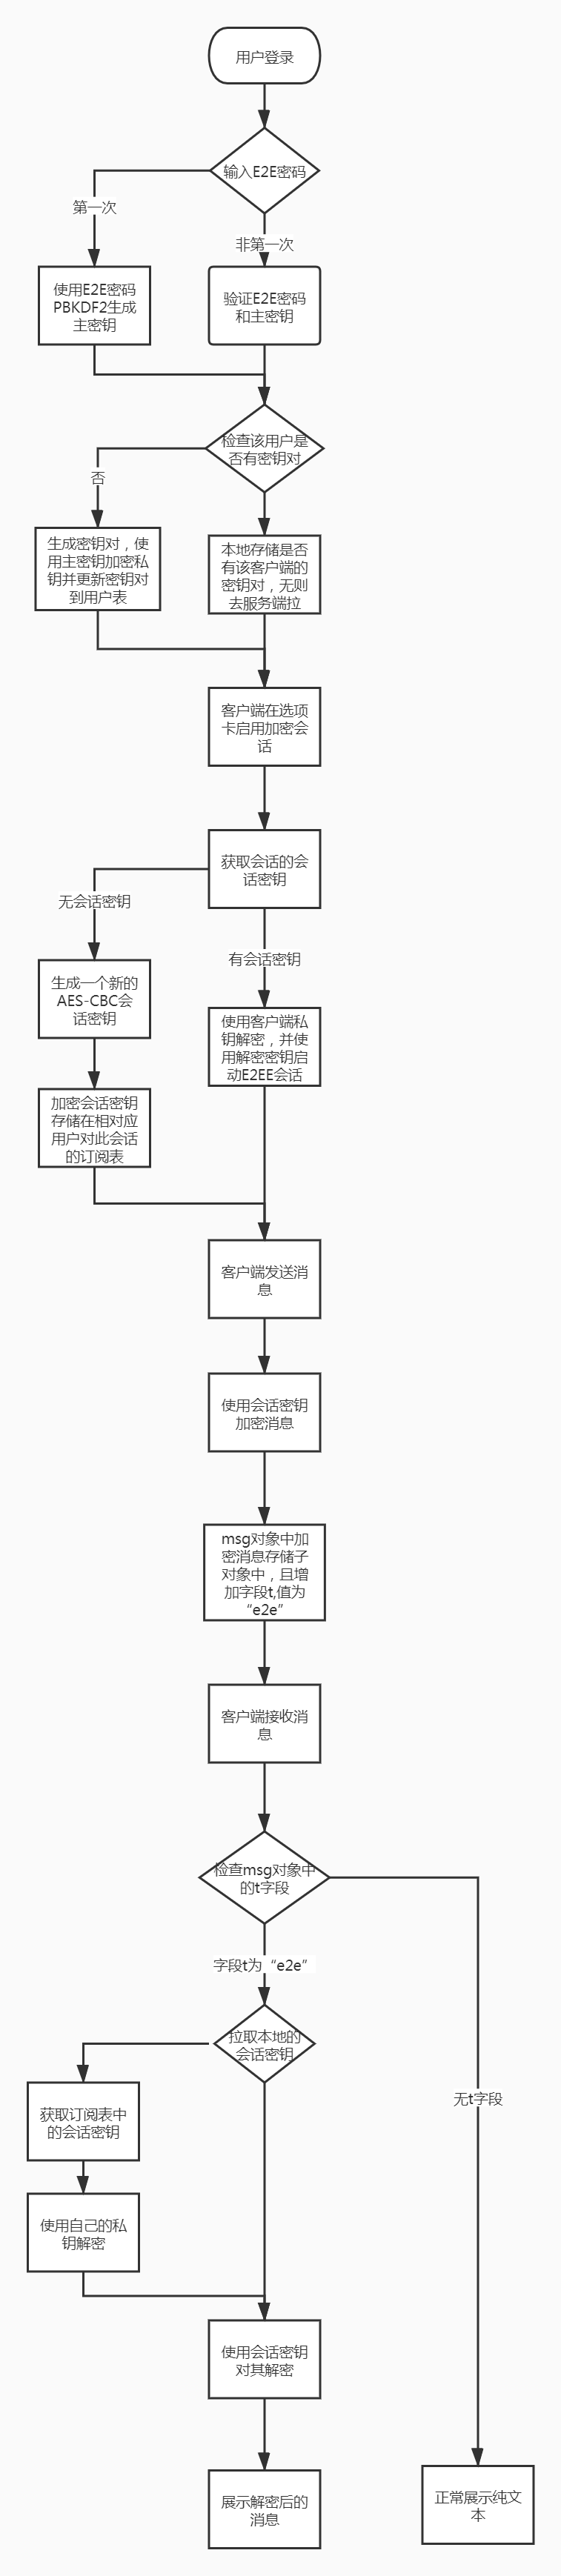 用户登录
输入E2E密码
第一次
非第一次
使用E2E密码
PBKDF2生成
主密钥
验证E2E密码
和主密钥
检查该用户是
否有密钥对
否
生成密钥对，使
用主密钥加密私
钥并更新密钥对
到用户表
本地存储是否
有该客户端的
密钥对，无则
去服务端拉
客户端在选项
卡启用加密会
话
获取会话的会
话密钥
无会话密钥
有会话密钥
生成一个新的
AES-CBC会
话密钥
使用客户端私
钥解密，并使
用解密密钥启
动E2EE会话
加密会话密钥
存储在相对应
用户对此会话
的订阅表
客户端发送消
息
使用会话密钥
加密消息
msg对象中加
密消息存储子
对象中，且增
加字段t,值为
“e2e”
客户端接收消
息
检查msg对象中
的t字段
字段t为“e2e”
无t字段
拉取本地的
会话密钥
获取订阅表中
的会话密钥
使用自己的私
钥解密
使用会话密钥
对其解密
展示解密后的
消息
正常展示纯文
本